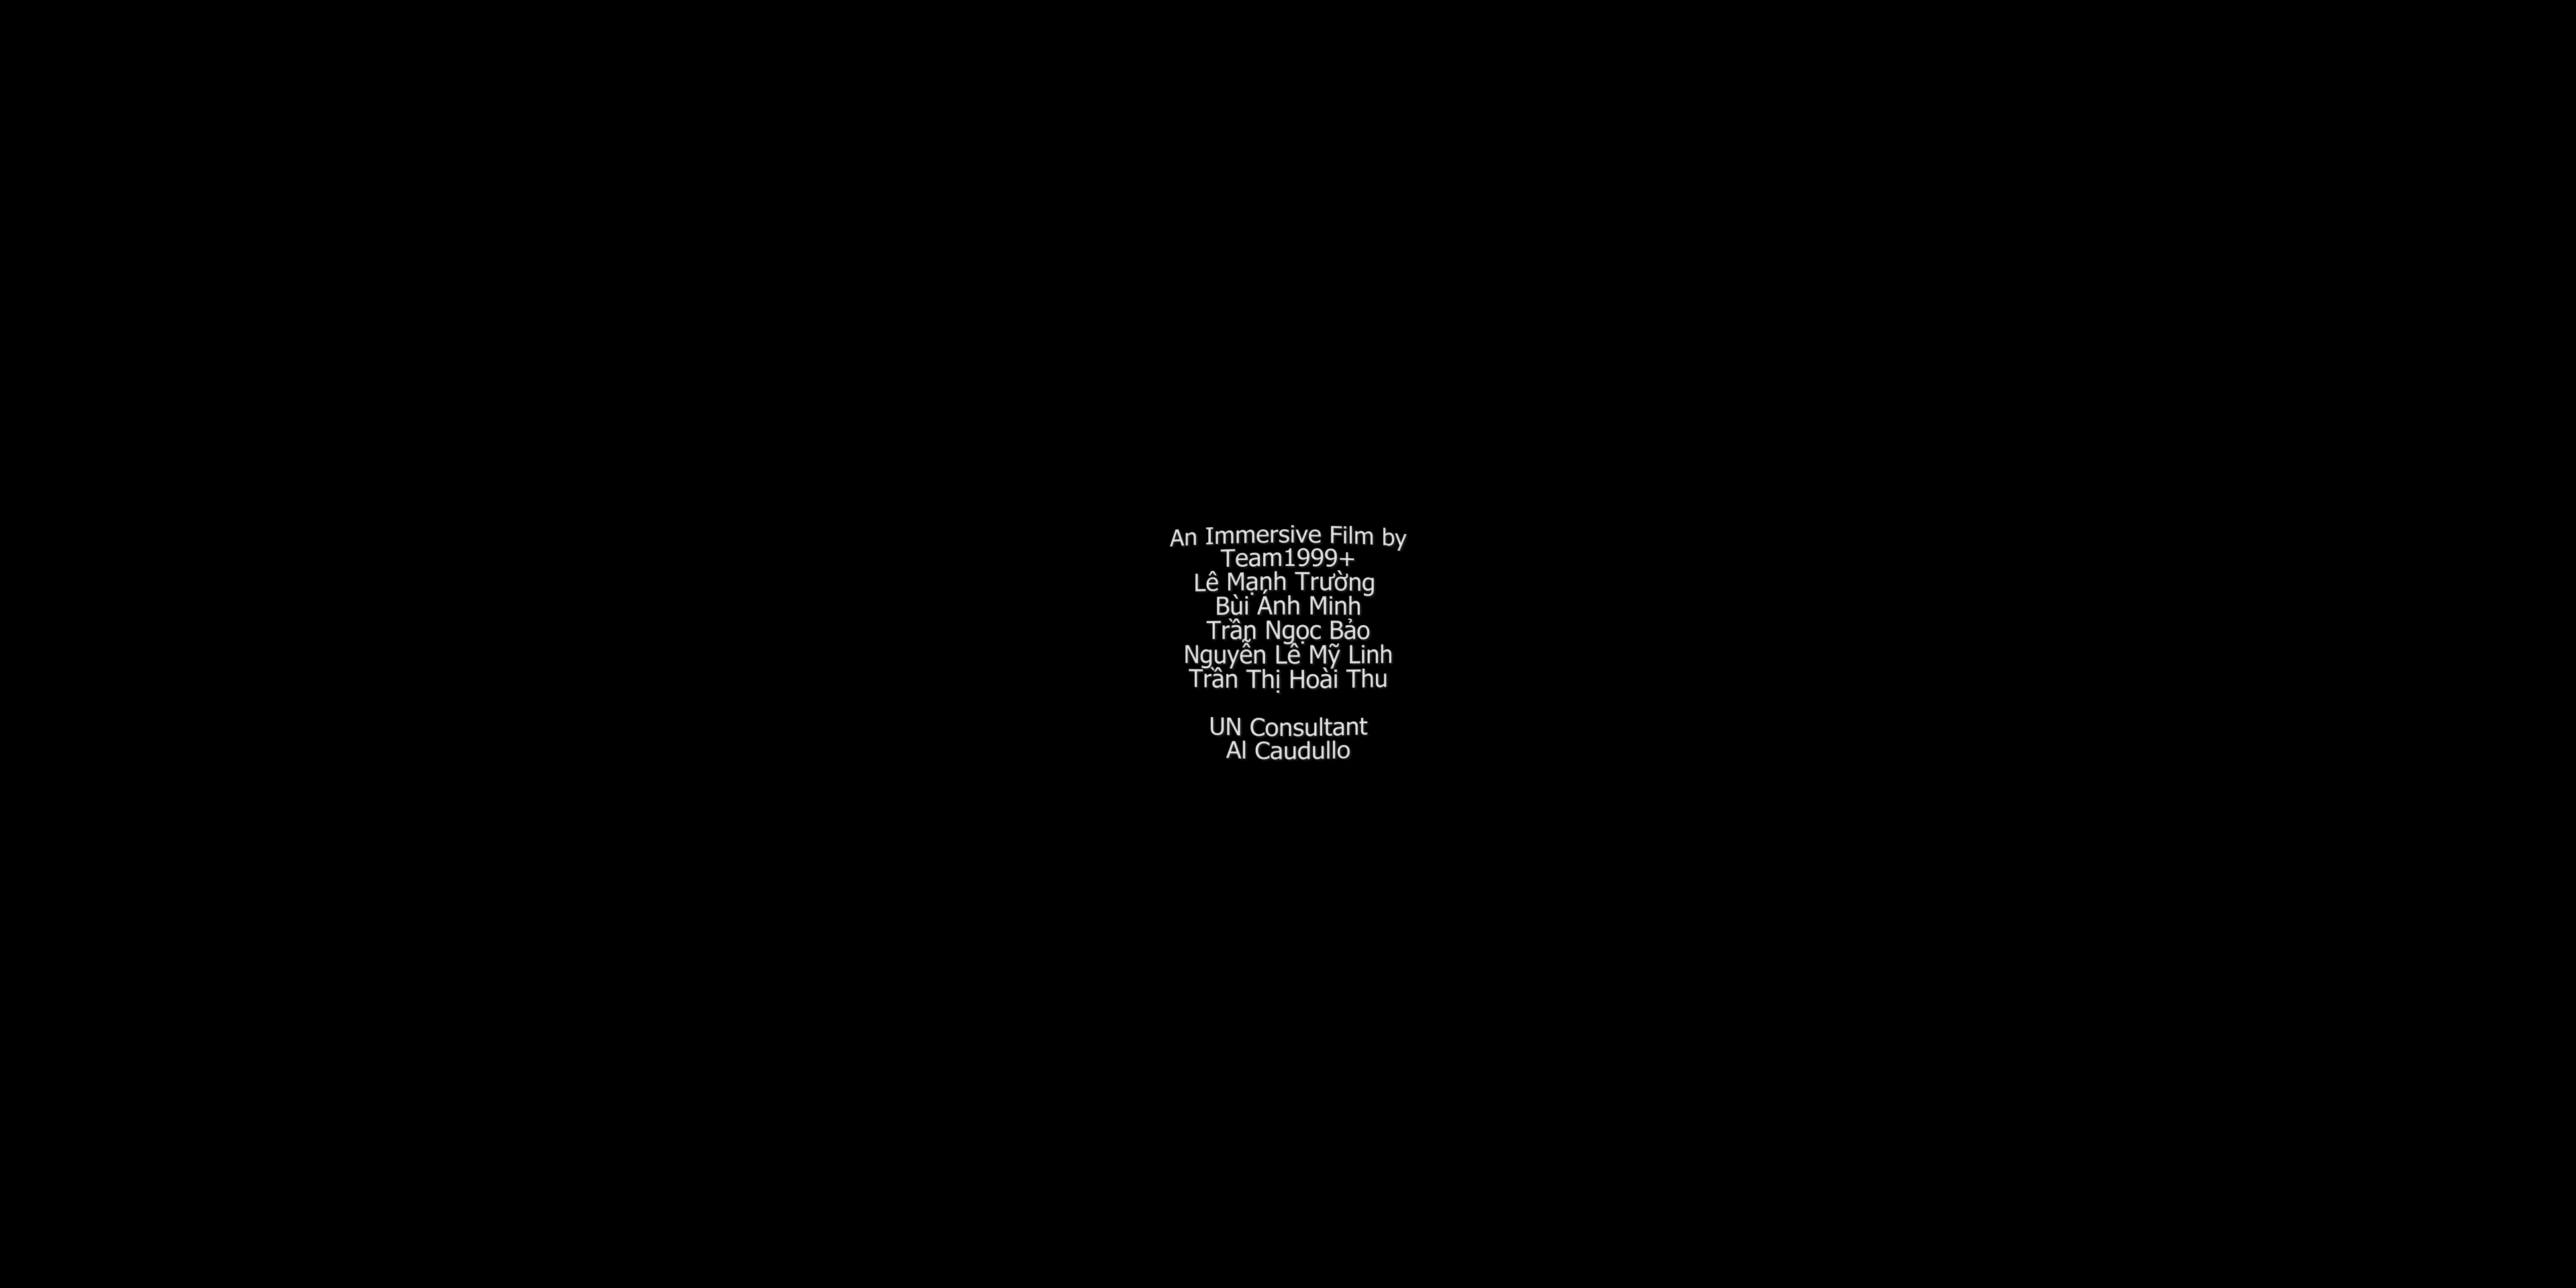 An Immersive Film by
Team1999+
Lê Mạnh Trường
Bùi Ánh Minh
Trần Ngọc Bảo
Nguyễn Lê Mỹ Linh
Trần Thị Hoài Thu
UN Consultant
Al Caudullo